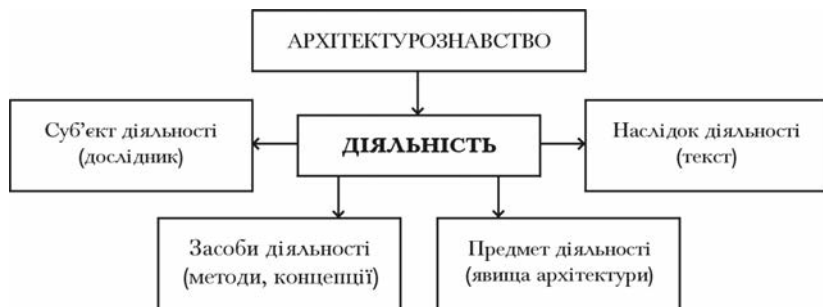 АРХІТЕКТУРОЗНАВСТВО
Суб’єкт діяльності
(дослідник)
ДІЯЛЬНІСТЬ
Наслідок діяльності
(текст)
Засоби діяльності
(методи, концепції)
Предмет діяльності
(явища архітектури)